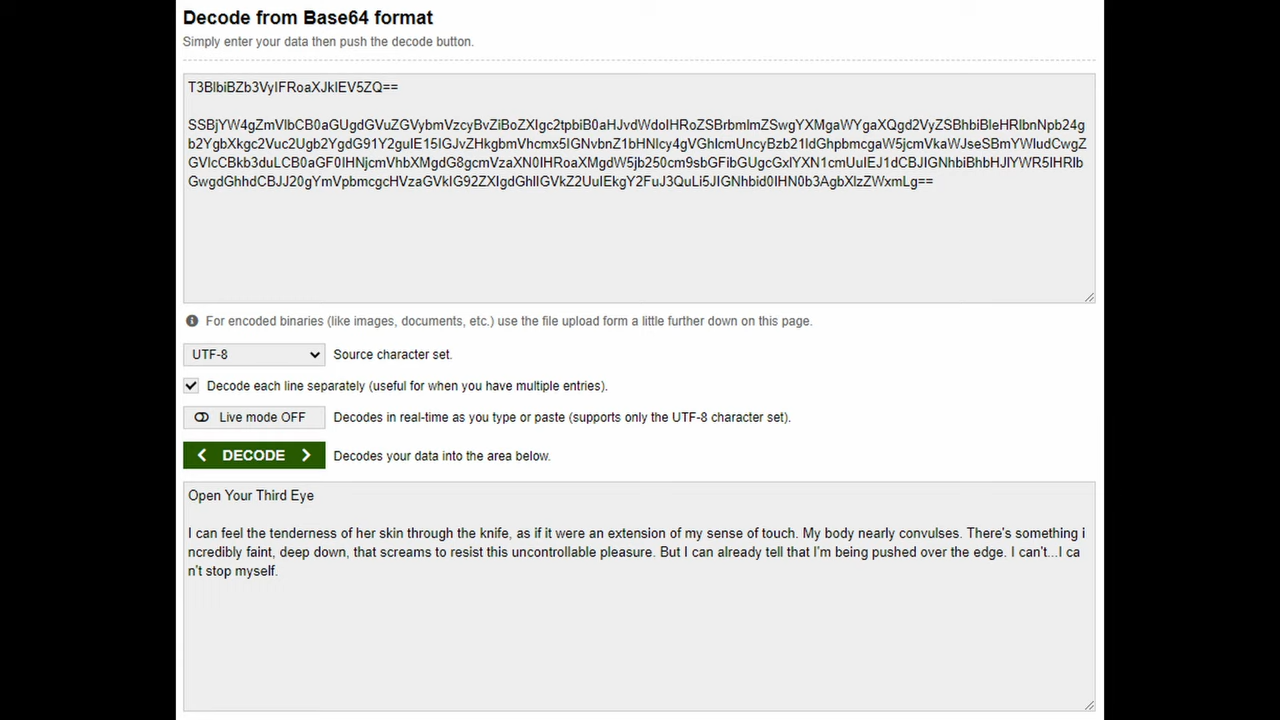 Decode from Base64 format
Simply enter your data then push the decode button.
T3BlbiBZb3VyIFRoaXJkIEV5ZQ==
SSBjYW4gZmVlbCB0aGUgdGVuZGVybmVzcyBvZiBoZXIgc2tpbiB0aHJvdWdoIHRoZSBrbmlmZSwgYXMgaWYgaXQgd2VyZSBhbiBleHRlbnNpb24g
b2YgbXkgc2Vuc2Ugb2YgdG91Y2guIE15IGJvZHkgbmVhcmx5IGNvbnZ1bHNlcy4gVGhlcmUncyBzb21ldGhpbmcgaW5jcmVkaWJseSBmYWludCwgZ
GVlcCBkb3duLCB0aGF0IHNjcmVhbXMgdG8gcmVzaXN0IHRoaXMgdW5jb250cm9sbGFibGUgcGxlYXN1cmUuIEJ1dCBJIGNhbiBhbHJlYWR5IHRlb
GwgdGhhdCBJJ20gYmVpbmcgcHVzaGVkIG92ZXIgdGhlIGVkZ2UuIEkgY2FuJ3QuLi5JIGNhbid0IHN0b3AgbXlzZWxmLg==
For encoded binaries (like images, documents, etc.) use the file upload form a little further down on this page.
UTF-8 Source character set.
Decode each line separately (useful for when you have multiple entries).
Live mode OFF Decodes in real-time as you type or paste (supports only the UTF-8 character set).
DECODE Decodes your data into the area below.
Open Your Third Eye
I can feel the tenderness of her skin through the knife, as if it were an extension of my sense of touch. My body nearly convulses. There's something i
ncredibly faint, deep down, that screams to resist this uncontrollable pleasure. But I can already tell that I'm being pushed over the edge. I can't...I ca
n't stop myself.